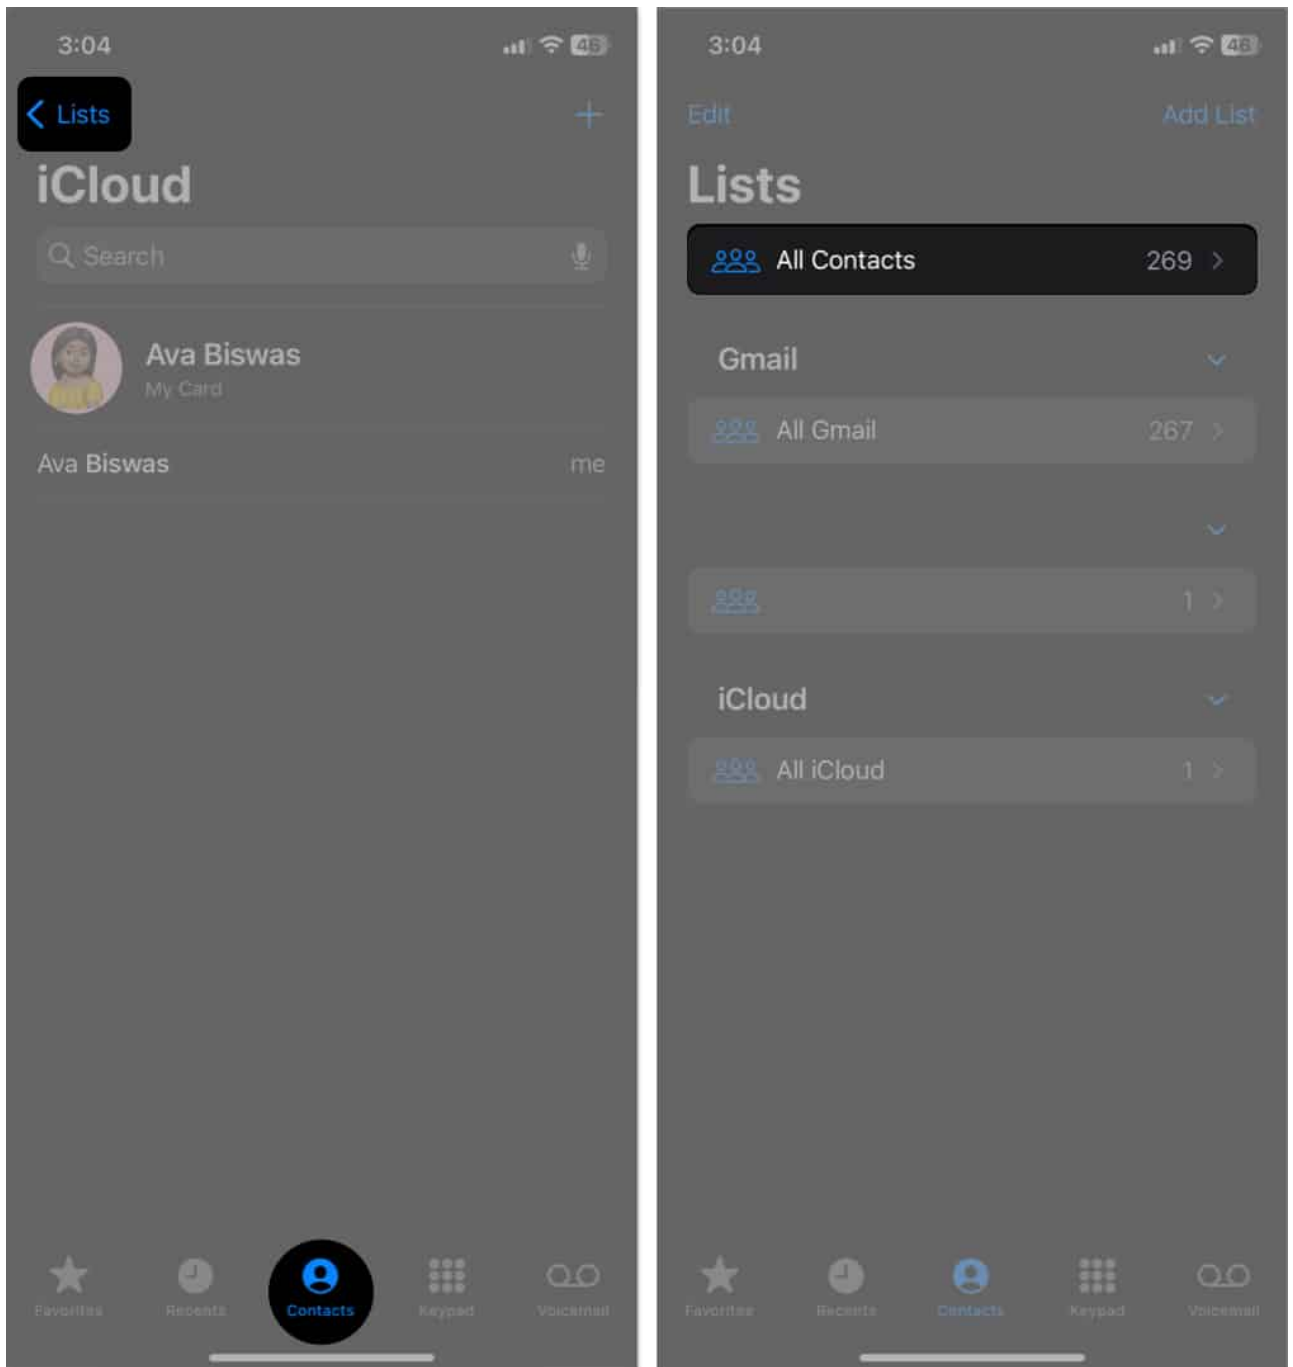 3:04
46
Lists
iCloud
Search
Ava Biswas
My Card
Ava Biswas me
Favorites Recents Contacts Keypad Voicemail
3:04
46
Edit Add List
Lists
All Contacts 269
Gmail
All Gmail 267
1
iCloud
All iCloud 1
Favorites Recents Contacts Keypad Voicemail